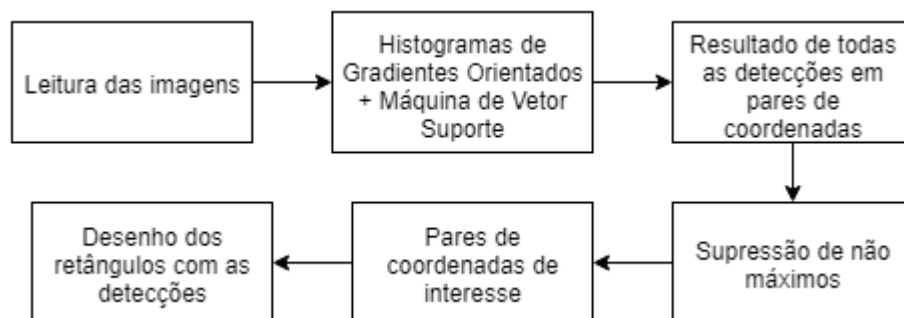 Leitura das imagens
Histogramas de
Gradientes Orientados
+ Máquina de Vetor
Suporte
Resultado de todas
as detecções em
pares de
coordenadas
Supressão de não
máximos
Pares de
coordenadas de
interesse
Desenho dos
retângulos com as
detecções